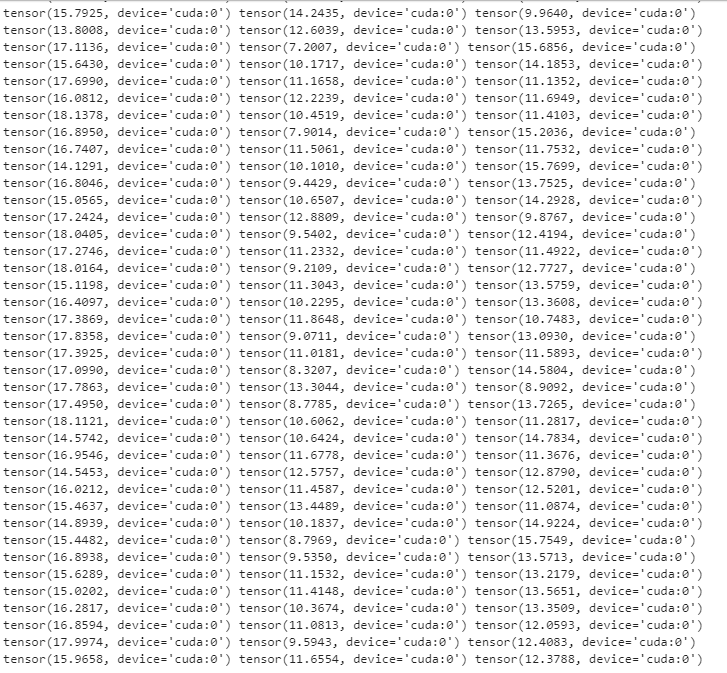 tensor(15.7925, device='cuda:0') tensor(14.2435, device='cuda:0') tensor(9.9640, device='cuda:0')
tensor(13.8008, device='cuda:0') tensor(12.6039, device='cuda:0') tensor(13.5953, device='cuda:0')
tensor(17.1136, device='cuda:0') tensor(7.2007, device='cuda:0') tensor(15.6856, device='cuda:0')
tensor(15.6430, device='cuda:0') tensor(10.1717, device='cuda:0') tensor(14.1853, device='cuda:0')
tensor(17.6990, device='cuda:0') tensor(11.1658, device='cuda:0') tensor(11.1352, device='cuda:0')
tensor(16.0812, device='cuda:0') tensor(12.2239, device='cuda:0') tensor(11.6949, device='cuda:0')
tensor(18.1378, device='cuda:0') tensor(10.4519, device='cuda:0') tensor(11.4103, device='cuda:0')
tensor(16.8950, device='cuda:0') tensor(7.9014, device='cuda:0') tensor(15.2036, device='cuda:0')
tensor(16.7407, device='cuda:0') tensor(11.5061, device='cuda:0') tensor(11.7532, device='cuda:0')
tensor(14.1291, device='cuda:0') tensor(10.1010, device='cuda:0') tensor(15.7699, device='cuda:0')
tensor(16.8046, device='cuda:0') tensor(9.4429, device='cuda:0') tensor(13.7525, device='cuda:0')
tensor(15.0565, device='cuda:0') tensor(10.6507, device='cuda:0') tensor(14.2928, device='cuda:0')
tensor(17.2424, device='cuda:0') tensor(12.8809, device='cuda:0') tensor(9.8767, device='cuda:0')
tensor(18.0405, device='cuda:0') tensor(9.5402, device='cuda:0') tensor(12.4194, device='cuda:0')
tensor(17.2746, device='cuda:0') tensor(11.2332, device='cuda:0') tensor(11.4922, device='cuda:0')
tensor(18.0164, device='cuda:0') tensor(9.2109, device='cuda:0') tensor(12.7727, device='cuda:0')
tensor(15.1198, device='cuda:0') tensor(11.3043, device='cuda:0') tensor(13.5759, device='cuda:0')
tensor(16.4097, device='cuda:0') tensor(10.2295, device='cuda:0') tensor(13.3608, device='cuda:0')
tensor(17.3869, device='cuda:0') tensor(11.8648, device='cuda:0') tensor(10.7483, device='cuda:0')
tensor(17.8358, device='cuda:0') tensor(9.0711, device='cuda:0') tensor(13.0930, device='cuda:0')
tensor(17.3925, device='cuda:0') tensor(11.0181, device='cuda:0') tensor(11.5893, device='cuda:0')
tensor(17.0990, device='cuda:0') tensor(8.3207, device='cuda:0') tensor(14.5804, device='cuda:0')
tensor(17.7863, device='cuda:0') tensor(13.3044, device='cuda:0') tensor(8.9092, device='cuda:0')
tensor(17.4950, device='cuda:0') tensor(8.7785, device='cuda:0') tensor(13.7265, device='cuda:0')
tensor(18.1121, device='cuda:0') tensor(10.6062, device='cuda:0') tensor(11.2817, device='cuda:0')
tensor(14.5742, device='cuda:0') tensor(10.6424, device='cuda:0') tensor(14.7834, device='cuda:0')
tensor(16.9546, device='cuda:0') tensor(11.6778, device='cuda:0') tensor(11.3676, device='cuda:0')
tensor(14.5453, device='cuda:0') tensor(12.5757, device='cuda:0') tensor(12.8790, device='cuda:0')
tensor(16.0212, device='cuda:0') tensor(11.4587, device='cuda:0') tensor(12.5201, device='cuda:0')
tensor(15.4637, device='cuda:0') tensor(13.4489, device='cuda:0') tensor(11.0874, device='cuda:0')
tensor(14.8939, device='cuda:0') tensor(10.1837, device='cuda:0') tensor(14.9224, device='cuda:0')
tensor(15.4482, device='cuda:0') tensor(8.7969, device='cuda:0') tensor(15.7549, device='cuda:0')
tensor(16.8938, device='cuda:0') tensor(9.5350, device='cuda:0') tensor(13.5713, device='cuda:0')
tensor(15.6289, device='cuda:0') tensor(11.1532, device='cuda:0') tensor(13.2179, device='cuda:0')
tensor(15.0202, device='cuda:0') tensor(11.4148, device='cuda:0') tensor(13.5651, device='cuda:0')
tensor(16.2817, device='cuda:0') tensor(10.3674, device='cuda:0') tensor(13.3509, device='cuda:0')
tensor(16.8594, device='cuda:0') tensor(11.0813, device='cuda:0') tensor(12.0593, device='cuda:0')
tensor(17.9974, device='cuda:0') tensor(9.5943, device='cuda:0') tensor(12.4083, device='cuda:0')
tensor(15.9658, device='cuda:0') tensor(11.6554, device='cuda:0') tensor(12.3788, device='cuda:0')